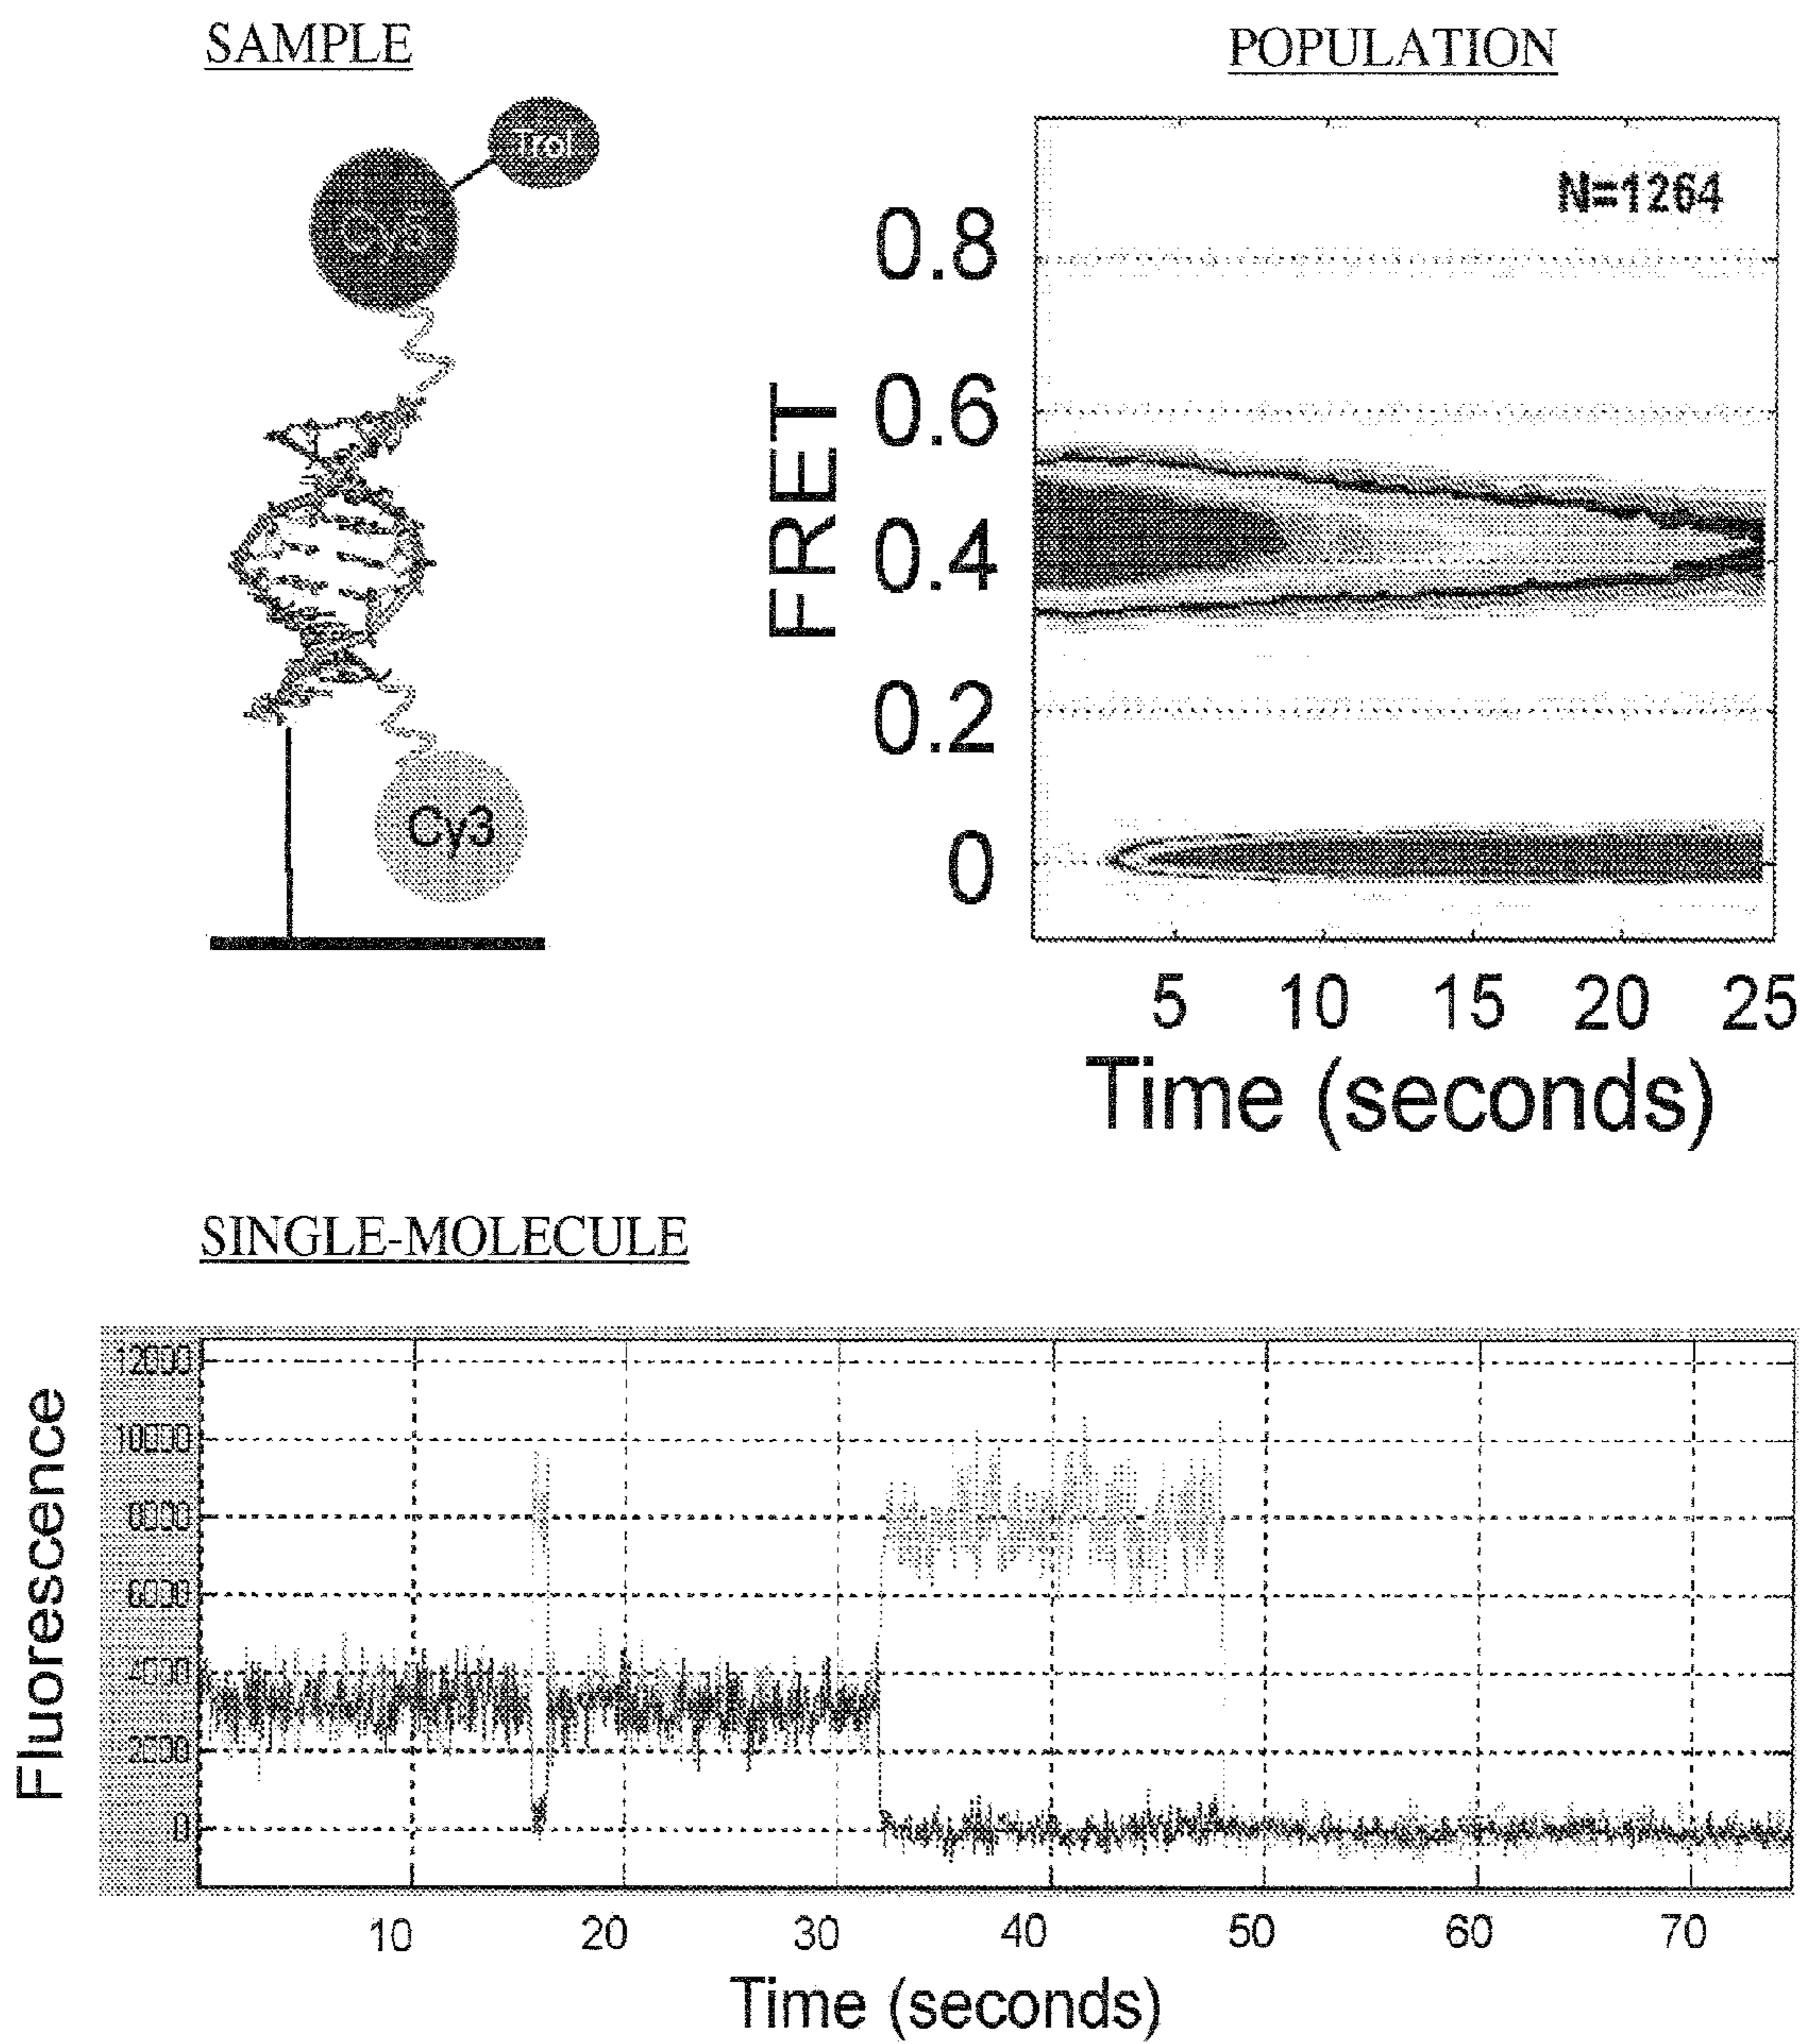 SAMPLE
Trol
Cy5
Cy3
POPULATION
N=1264
FRET
0.8
0.6
0.4
0.2
0
5 10 15 20 25
Time (seconds)
SINGLE-MOLECULE
Fluorescence
12000
10000
8000
6000
4000
2000
0
10 20 30 40 50 60 70
Time (seconds)